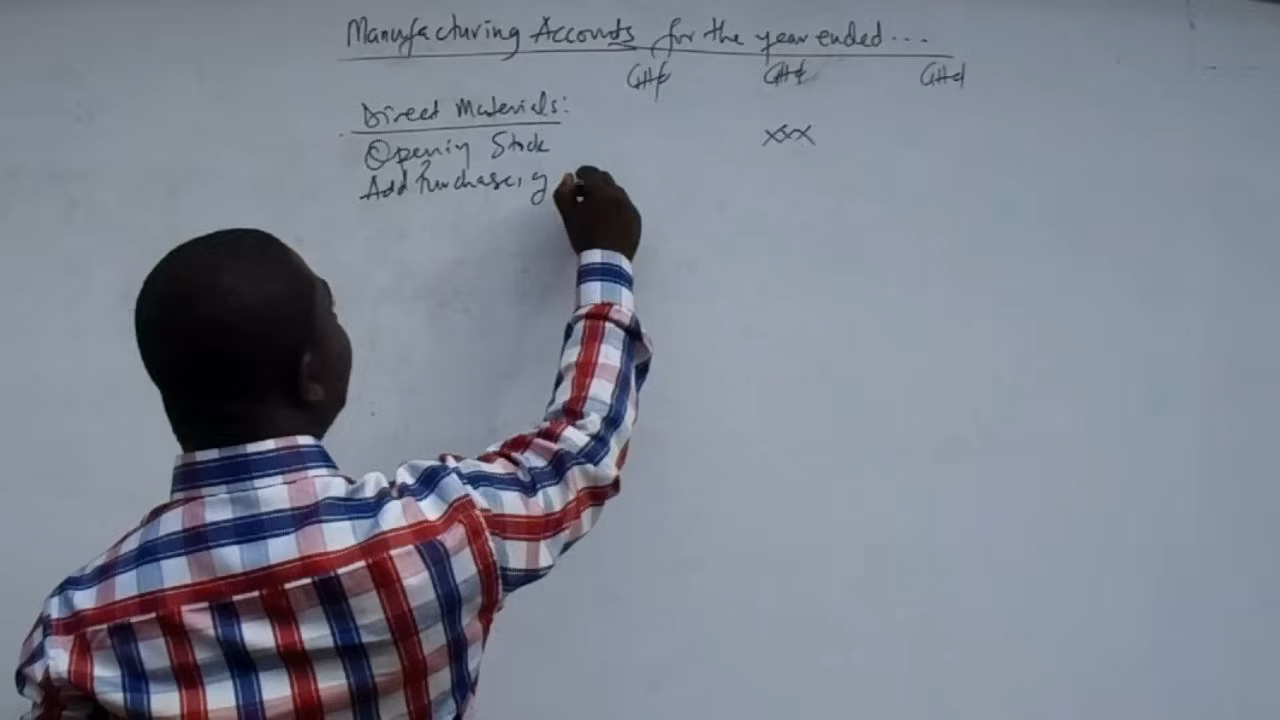 Manufacturing Accounts for the year ended...
GH¢ GH¢ GH¢
Direct Materials:
Opening Stock xxx
Add Purchases